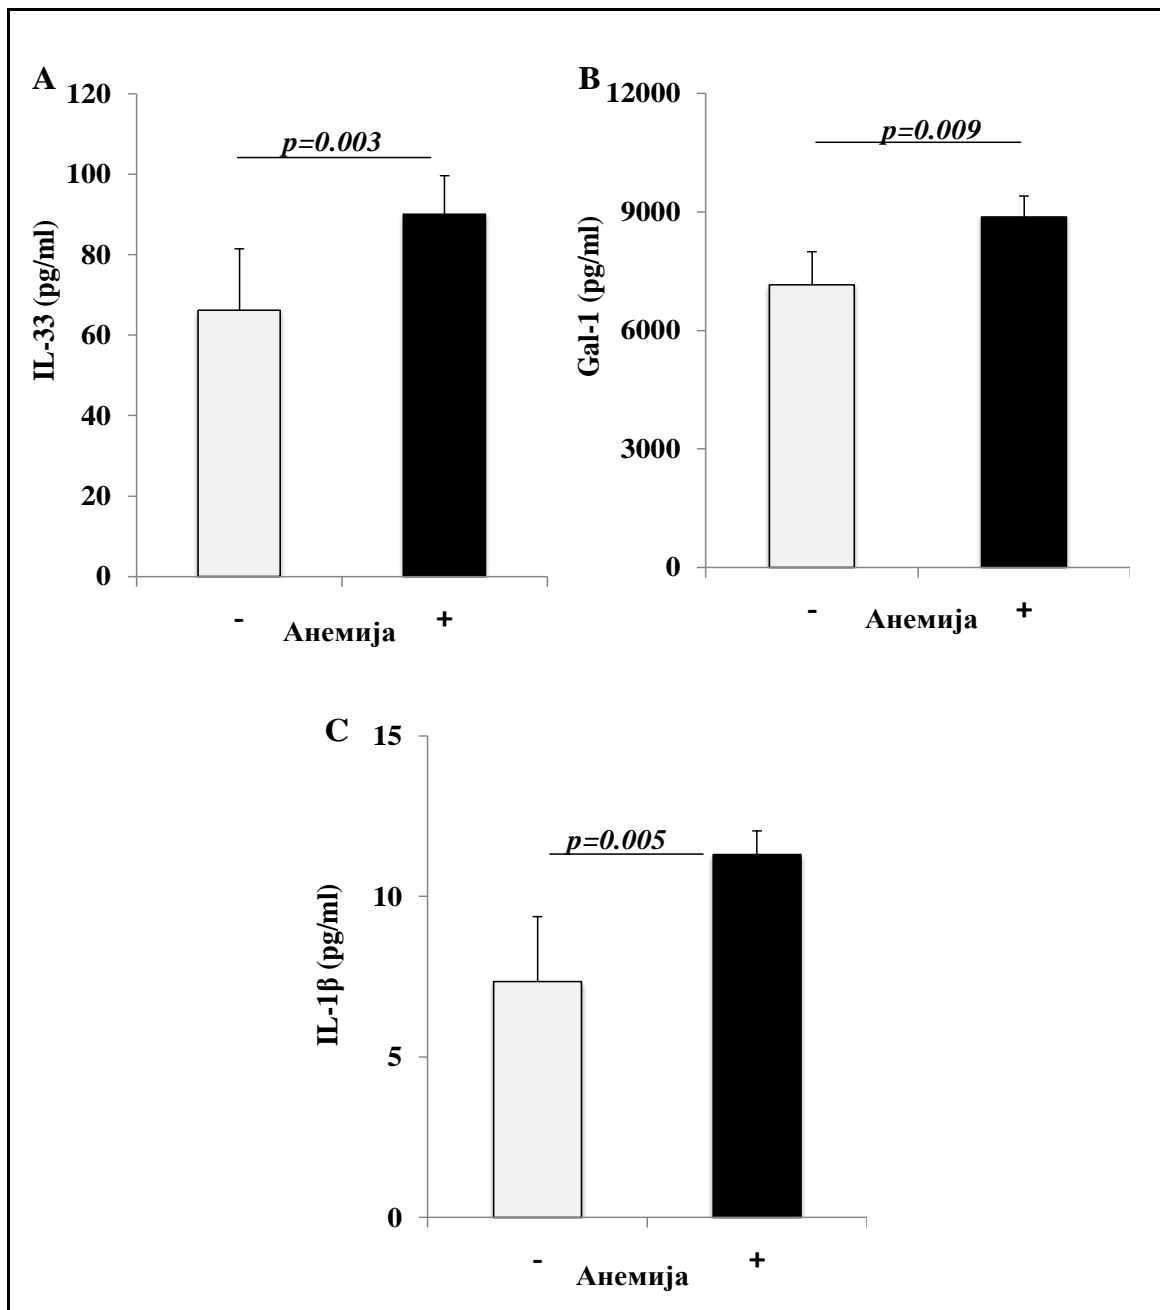 A
120
100
80
60
40
20
0
IL-33 (pg/ml)
p=0.003
- Анемија +
B
12000
9000
6000
3000
0
Gal-1 (pg/ml)
p=0.009
- Анемија +
C
15
10
5
0
IL-1β (pg/ml)
p=0.005
- Анемија +